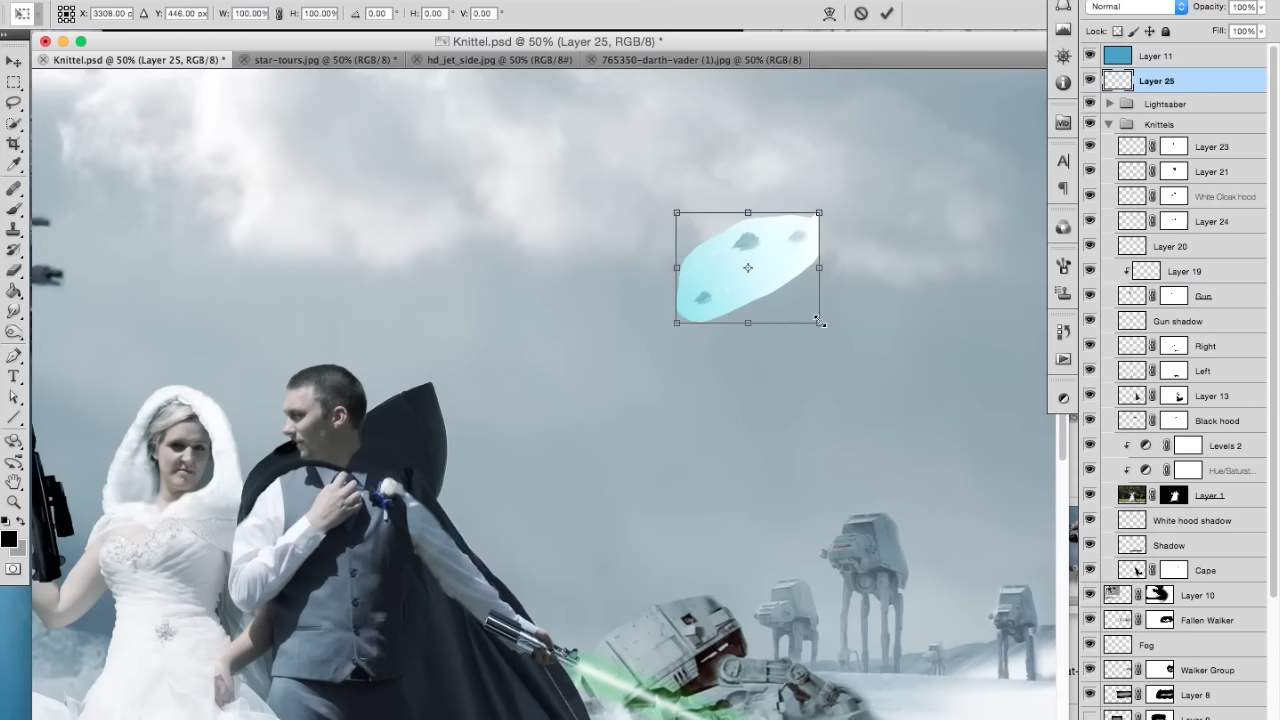 X: 3308.00 p: Y: 446.00 px W: 100.00% H: 100.00% 0.00 ° H: 0.00 ° V: 0.00 °
Normal Opacity: 100%
Lock: Fill: 100%
Knittel.psd @ 50% (Layer 25, RGB/8) *
Knittel.psd @ 50% (Layer 25, RGB/8) * star-tours.jpg @ 50% (RGB/8) * hd_jet_side.jpg @ 50% (RGB/8#) 765350-darth-vader (1).jpg @ 50% (RGB/8)
Layer 11
Layer 25
Lightsaber
Knittels
Layer 23
Layer 21
White Cloak hood
Layer 24
Layer 20
Layer 19
Gun
Gun shadow
Right
Left
Layer 13
Black hood
Levels 2
Hue/Saturat...
Layer 1
White hood shadow
Shadow
Cape
Layer 10
Fallen Walker
Fog
Walker Group
Layer 8